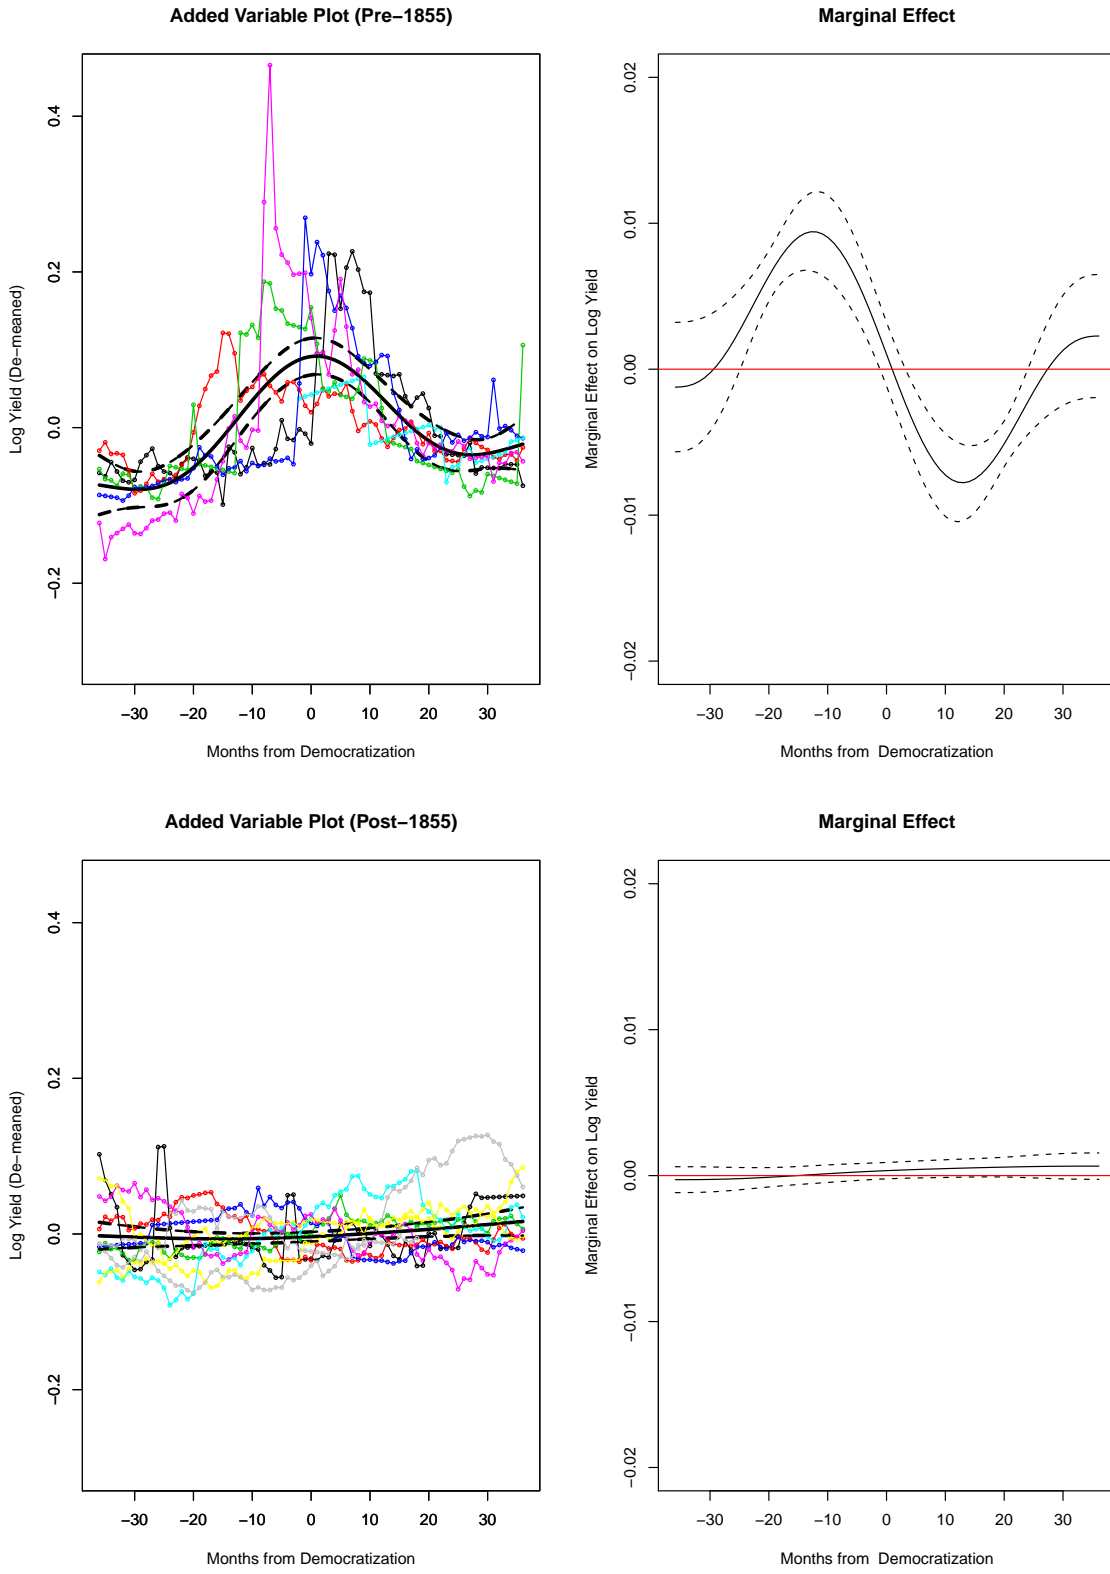 Added Variable Plot (Pre−1855)
Marginal Effect
Log Yield (De−meaned)
0.4
0.2
0.0
−0.2
−30 −20 −10 0 10 20 30
Months from Democratization
Marginal Effect on Log Yield
0.02
0.01
0.00
−0.01
−0.02
−30 −20 −10 0 10 20 30
Months from  Democratization
Added Variable Plot (Post−1855)
Marginal Effect
Log Yield (De−meaned)
0.4
0.2
0.0
−0.2
−30 −20 −10 0 10 20 30
Months from Democratization
Marginal Effect on Log Yield
0.02
0.01
0.00
−0.01
−0.02
−30 −20 −10 0 10 20 30
Months from  Democratization